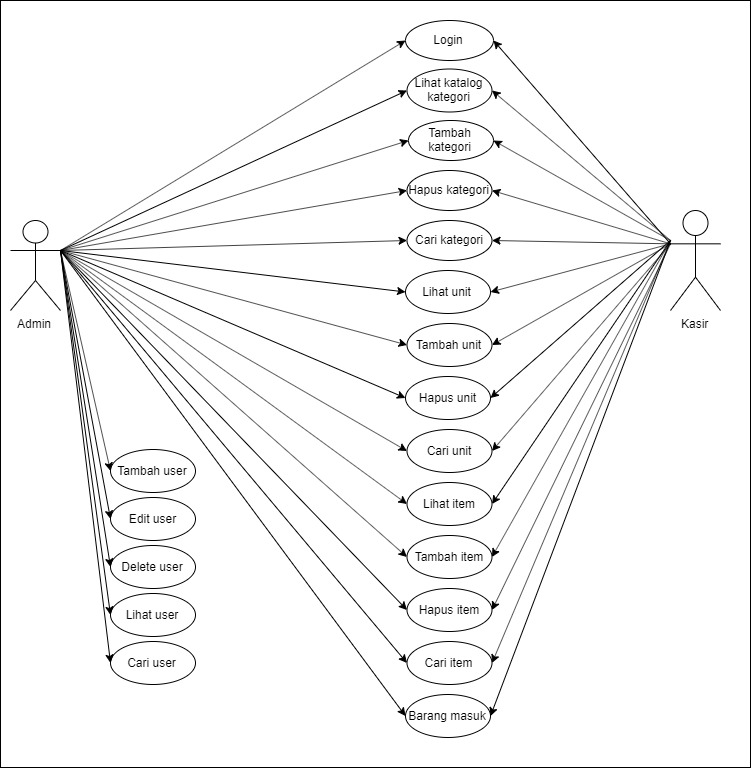 Login
Lihat katalog
kategori
Tambah
kategori
Hapus kategori
Cari kategori
Lihat unit
Tambah unit
Hapus unit
Cari unit
Lihat item
Tambah item
Hapus item
Cari item
Barang masuk
Admin
Kasir
Tambah user
Edit user
Delete user
Lihat user
Cari user